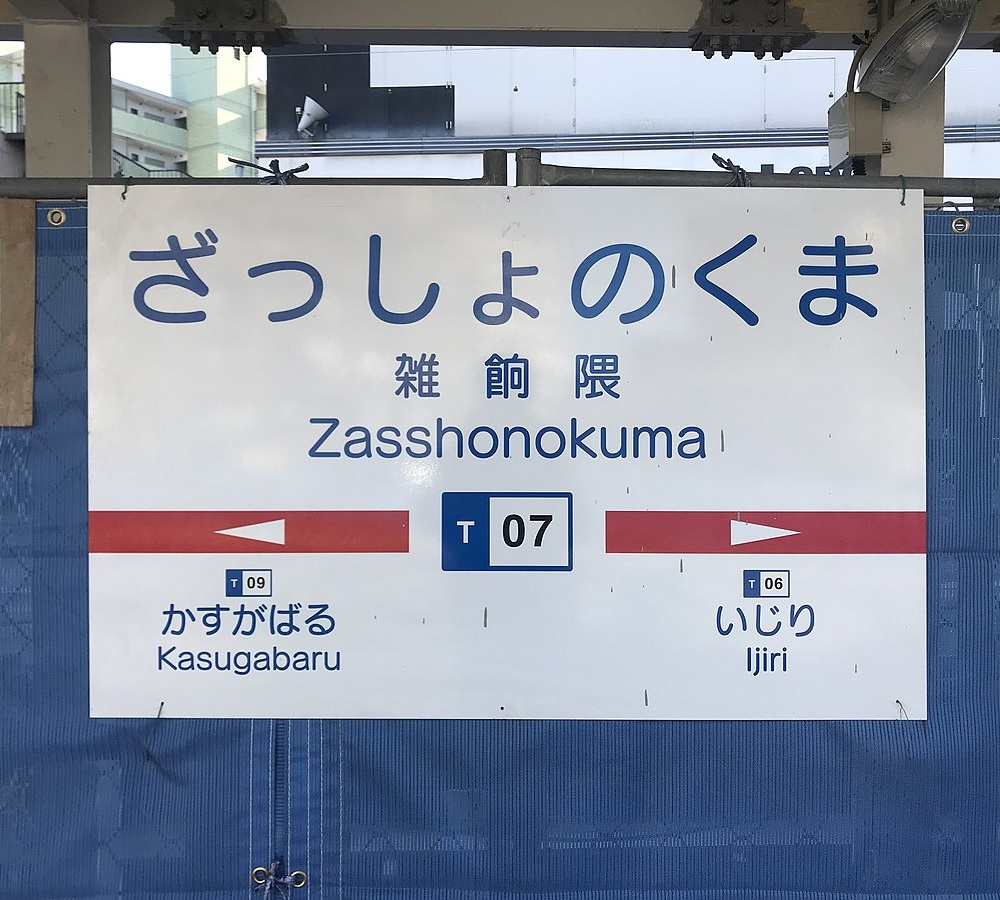 ざっしょのくま
雑餉隈
Zasshonokuma
T 07
T 09
かすがばる
Kasugabaru
T 06
いじり
Ijiri